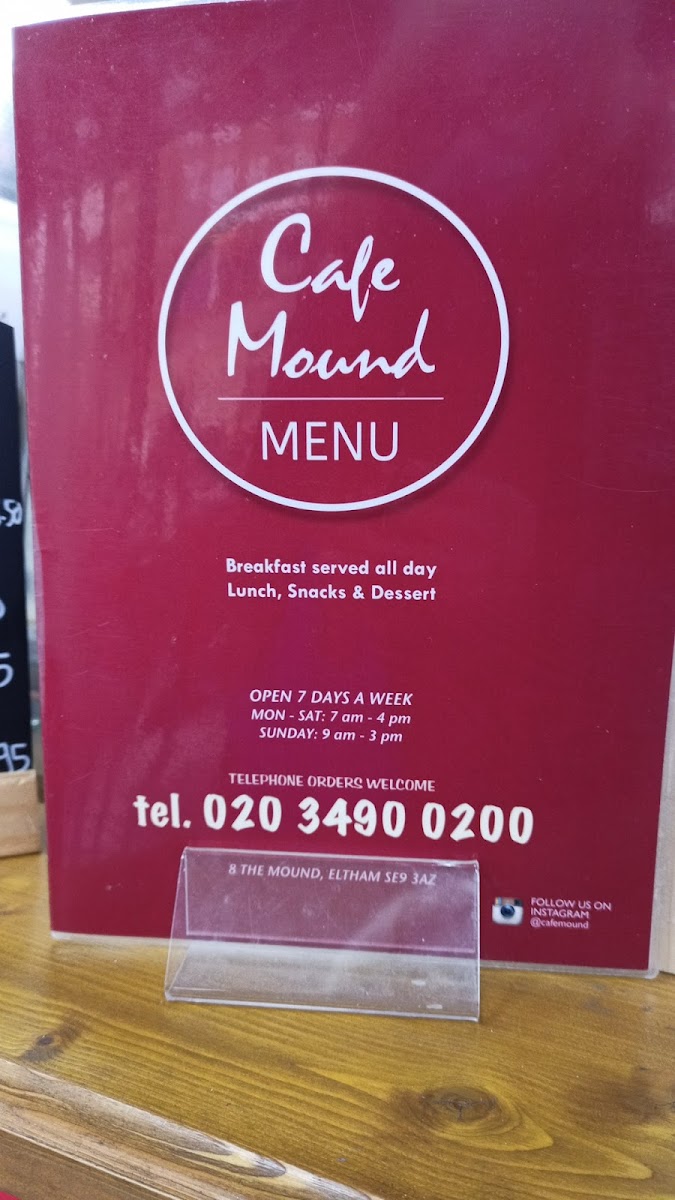 Cafe
Mound
MENU
Breakfast served all day
Lunch, Snacks & Dessert
OPEN 7 DAYS A WEEK
MON - SAT: 7 am - 4 pm
SUNDAY: 9 am - 3 pm
TELEPHONE ORDERS WELCOME
tel. 020 3490 0200
8 THE MOUND, ELTHAM SE9 3AZ
FOLLOW US ON
INSTAGRAM
@cafemound